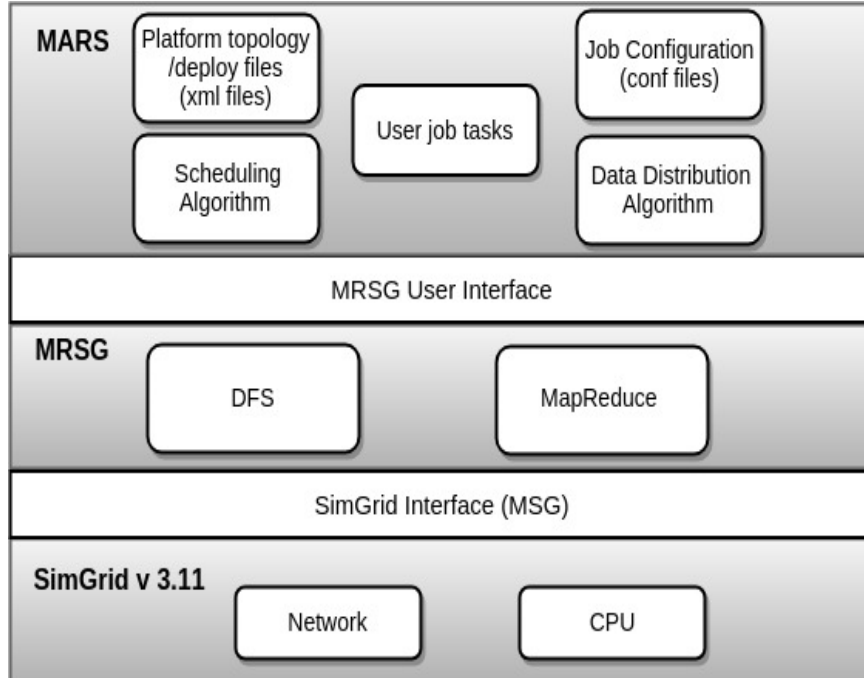 MARS
Platform topology
/deploy files
(xml files)
Job Configuration
(conf files)
User job tasks
Scheduling
Algorithm
Data Distribution
Algorithm
MRSG User Interface
MRSG
DFS
MapReduce
SimGrid Interface (MSG)
SimGrid v 3.11
Network
CPU